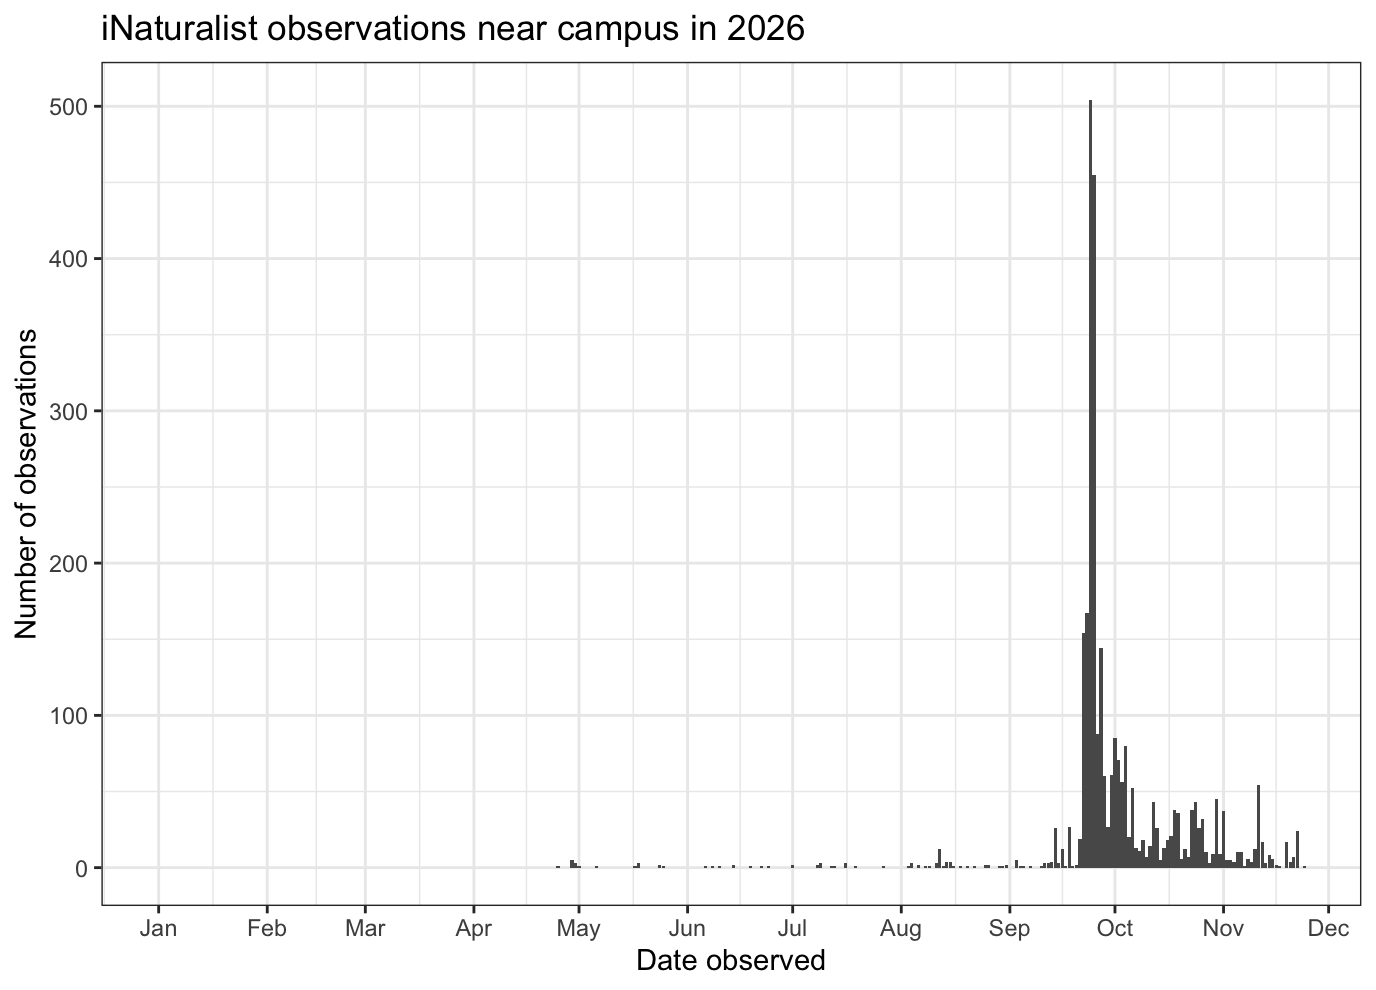 iNaturalist observations near campus in 2026
500
400
300
200
100
0
Number of observations
Jan Feb Mar Apr May Jun Jul Aug Sep Oct Nov Dec
Date observed